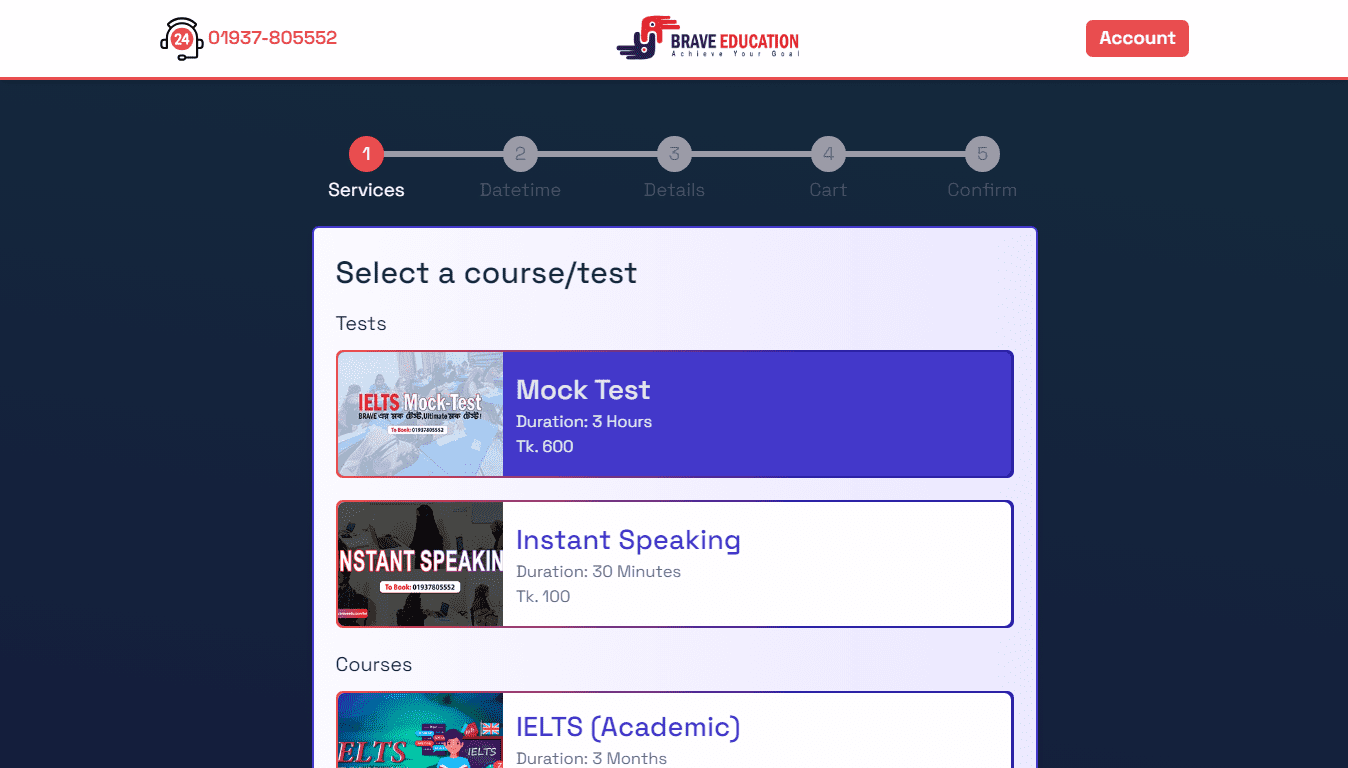 24
01937-805552
BRAVE EDUCATION
Achieve Your Goal
Account
1
2
3
4
5
Services
Datetime
Details
Cart
Confirm
Select a course/test
Tests
IELTS Mock-Test
BRAVE এর মক টেস্ট,Ultimate মক টেস্ট!
To Book: 01937805552
Mock Test
Duration: 3 Hours
Tk. 600
NSTANT SPEAKIN
To Book: 01937805552
Instant Speaking
Duration: 30 Minutes
Tk. 100
Courses
IELTS
IELTS
IELTS (Academic)
Duration: 3 Months